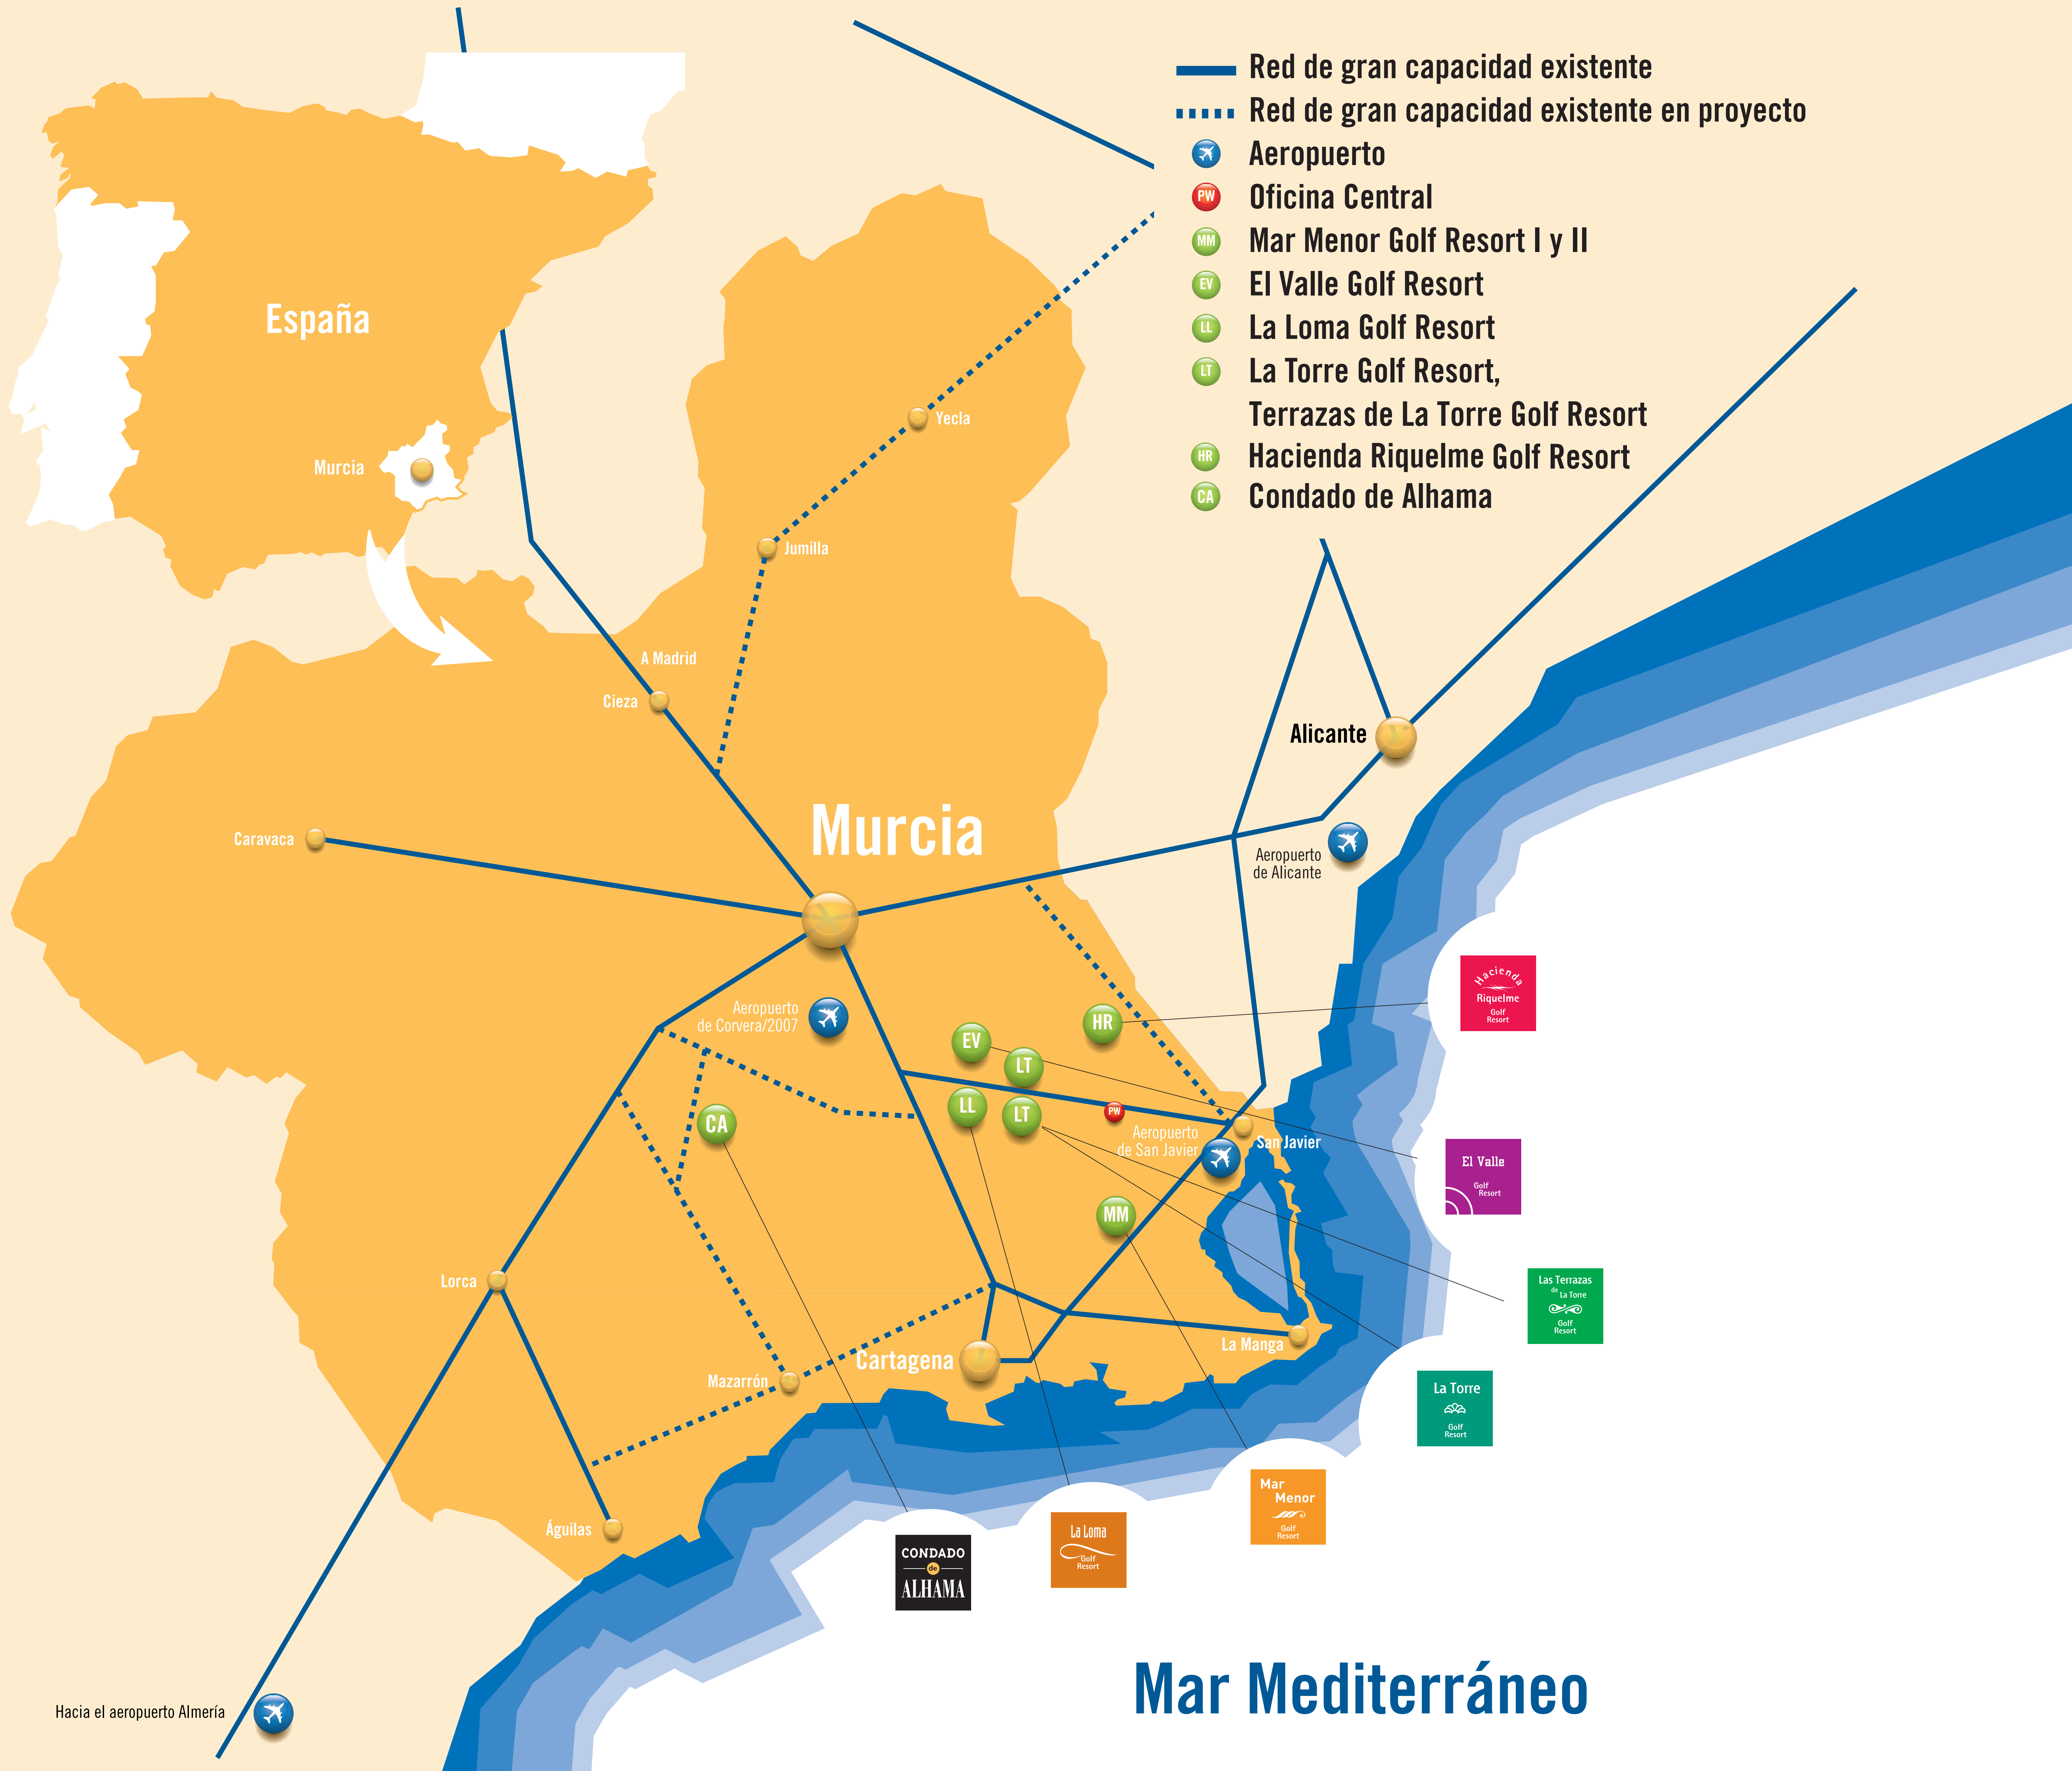 Red de gran capacidad existente
Red de gran capacidad existente en proyecto
Aeropuerto
PW Oficina Central
MM Mar Menor Golf Resort I y II
EV El Valle Golf Resort
LL La Loma Golf Resort
LT La Torre Golf Resort,
Terrazas de La Torre Golf Resort
HR Hacienda Riquelme Golf Resort
CA Condado de Alhama
España
Murcia
Yecla
Jumilla
A Madrid
Cieza
Alicante
Murcia
Caravaca
Aeropuerto
de Alicante
Aeropuerto
de Corvera/2007
HR
EV
LT
LL
LT
PW
CA
Aeropuerto
de San Javier
San Javier
MM
Lorca
La Manga
Cartagena
Mazarrón
Águilas
Hacia el aeropuerto Almería
Hacienda
Riquelme
Golf
Resort
El Valle
Golf
Resort
Las Terrazas
de La Torre
Golf
Resort
La Torre
Golf
Resort
Mar
Menor
Golf
Resort
La Loma
Golf
Resort
CONDADO
de
ALHAMA
Mar Mediterráneo